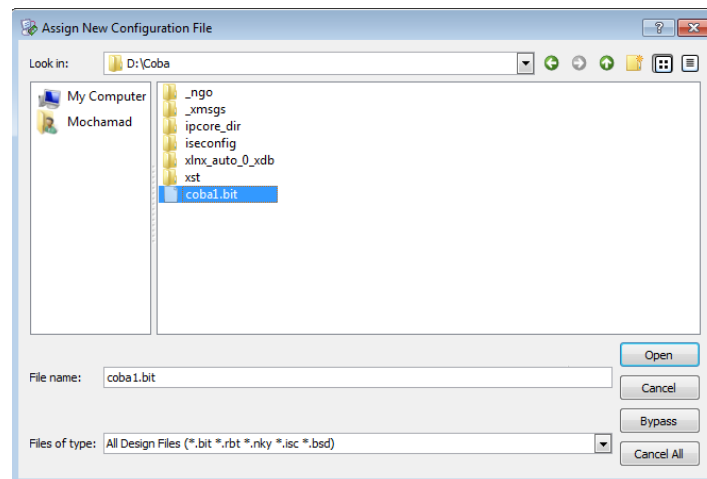 Assign New Configuration File
Look in:
D:\Coba
My Computer
Mochamad
_ngo
_xmsgs
ipcore_dir
iseconfig
xlnx_auto_0_xdb
xst
coba1.bit
Open
File name:
coba1.bit
Cancel
Bypass
Files of type:
All Design Files (*.bit *.rbt *.nky *.isc *.bsd)
Cancel All